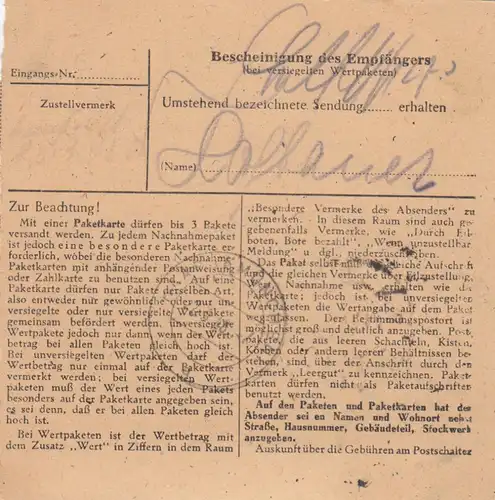 Bescheinigung des Empfängers
(bei versiegelten Wertpaketen)
Eingangs-Nr.
Zustellvermerk
Umstehend bezeichnete Sendung........ erhalten
(Name)
Zur Beachtung!
Mit einer Paketkarte dürfen bis 3 Pakete
versandt werden. Zu jedem Nachnahmepaket
ist jedoch eine besondere Paketkarte er-
forderlich, wobei die besonderen Nachnahme-
Paketkarten mit anhängender Postanweisung
oder Zahlkarte zu benutzen sind. Auf eine
Paketkarte dürfen nur Pakete derselben Art,
also entweder nur gewöhnliche oder nur un-
versiegelte oder nur versiegelte Wertpakete
gemeinsam befördert werden, unversiegelte
Wertpakete jedoch nur dann, wenn der Wert-
betrag bei allen Paketen gleich hoch ist.
Bei unversiegelten Wertpaketen darf der
Wertbetrag nur einmal auf der Paketkarte
vermerkt werden, bei versiegelten Wert-
paketen muß der Wert eines jeden Pakets
besonders auf der Paketkarte angegeben sein,
es sei denn, daß er bei allen Paketen gleich
hoch ist.
Bei Wertpaketen ist der Wertbetrag mit
dem Zusatz „Wert" in Ziffern in dem Raum
„Besondere Vermerke des Absenders" zu
vermerken. In diesem Raum sind auch ge-
gebenenfalls Vermerke, wie „Durch Eil-
boten, Bote bezahlt", „Wenn unzustellbar
Meldung" u. dgl. niederzuschreiben.
Das Paket selbst muß die gleiche Aufschrift
und die gleichen Vermerke über Zustellung,
Wert, Nachnahme usw. erhalten wie die
Paketkarte; jedoch ist bei unversiegelten
Wertpaketen die Wertangabe auf dem Paket
verboten. Der Bestimmungspostort ist
möglichst groß und deutlich anzugeben. Post-
pakete, die aus leeren Schachteln, Kisten,
Körben oder andern leeren Behältnissen be-
stehen, sind über der Anschrift durch den
Vermerk „Leergut" zu kennzeichnen. Paket-
karten dürfen nicht als Paketaufschriften
benutzt werden.
Auf den Paketen und Paketkarten hat der
Absender seinen Namen und Wohnort nebst
Straße, Hausnummer, Gebäudeteil, Stockwerk
anzugeben.
Auskunft über die Gebühren am Postschalter